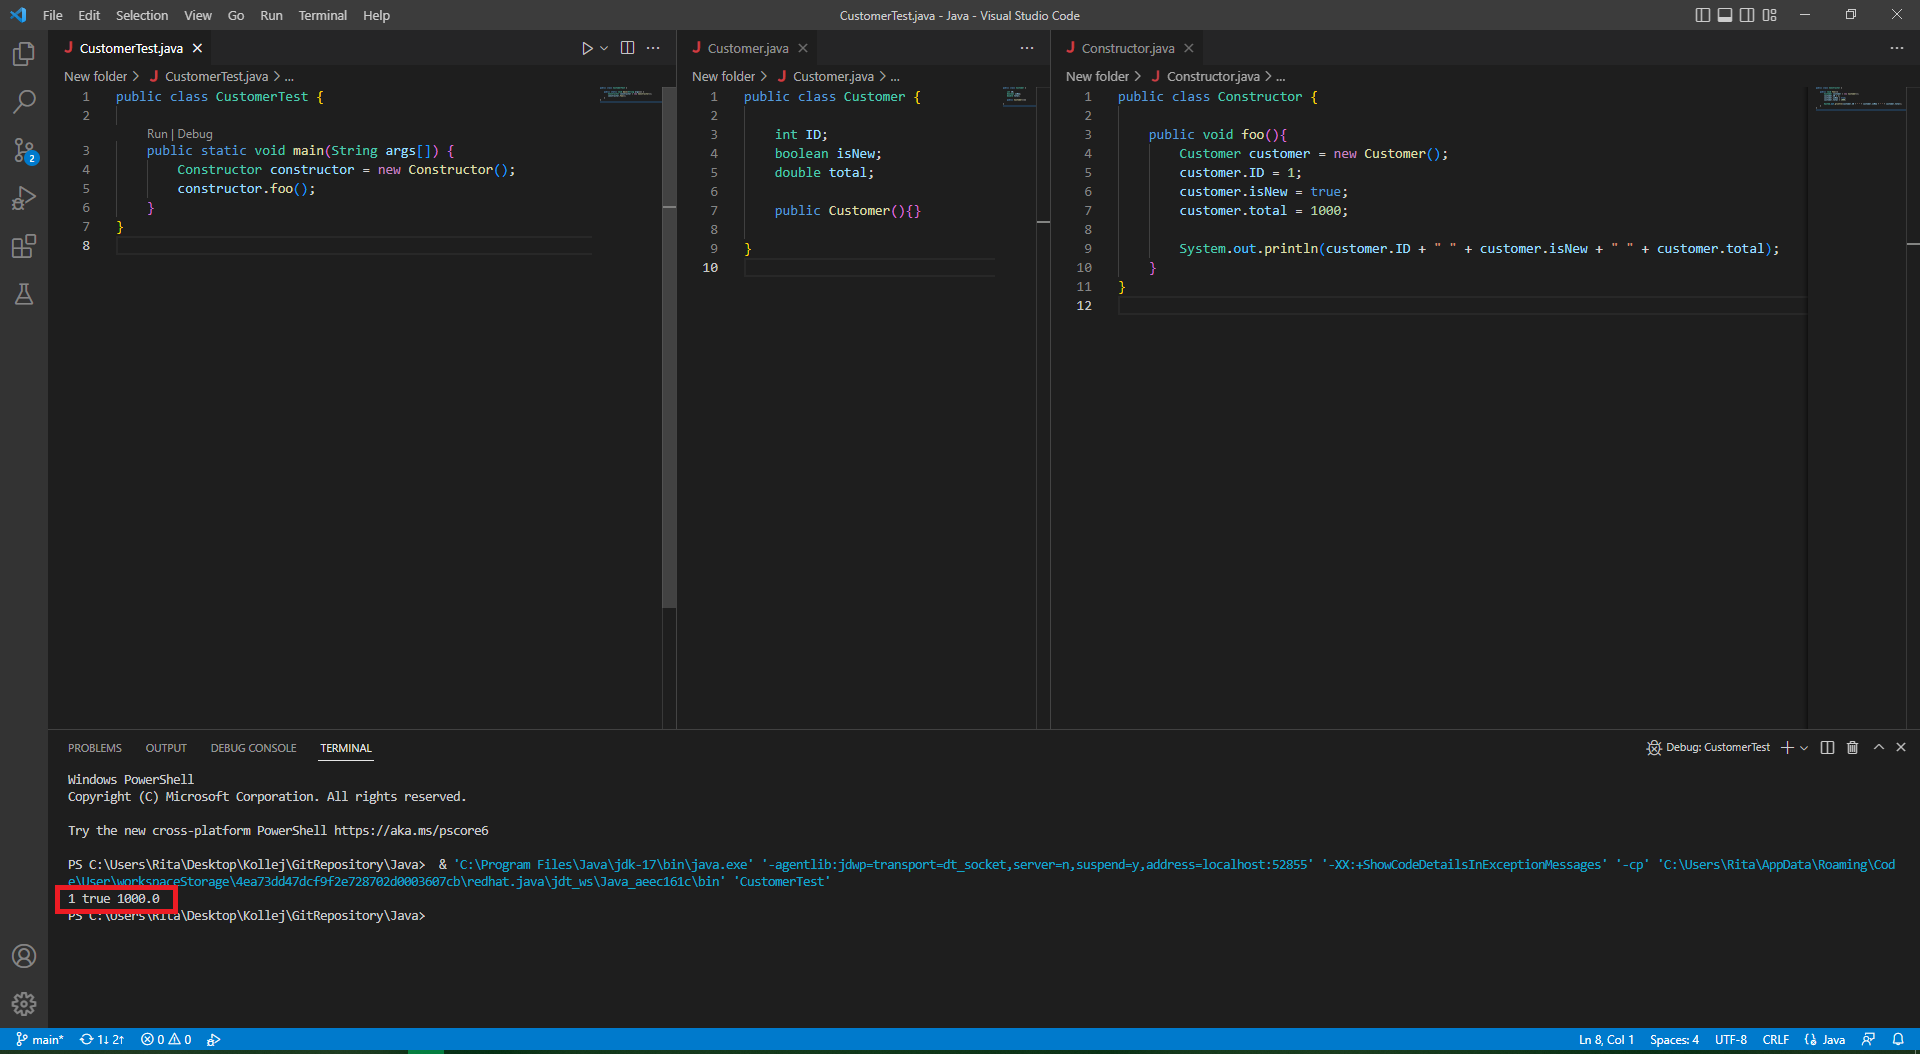 File Edit Selection View Go Run Terminal Help
CustomerTest.java - Java - Visual Studio Code
CustomerTest.java
New folder > CustomerTest.java > ...
1 public class CustomerTest {
2
Run | Debug
3 public static void main(String args[]) {
4 Constructor constructor = new Constructor();
5 constructor.foo();
6 }
7 }
8
Customer.java
New folder > Customer.java > ...
1 public class Customer {
2
3 int ID;
4 boolean isNew;
5 double total;
6
7 public Customer(){}
8
9 }
10
Constructor.java
New folder > Constructor.java > ...
1 public class Constructor {
2
3 public void foo(){
4 Customer customer = new Customer();
5 customer.ID = 1;
6 customer.isNew = true;
7 customer.total = 1000;
8
9 System.out.println(customer.ID + " " + customer.isNew + " " + customer.total);
10 }
11 }
12
2
PROBLEMS OUTPUT DEBUG CONSOLE TERMINAL
Debug: CustomerTest
Windows PowerShell
Copyright (C) Microsoft Corporation. All rights reserved.
Try the new cross-platform PowerShell https://aka.ms/pscore6
PS C:\Users\Rita\Desktop\Kollej\GitRepository\Java> & 'C:\Program Files\Java\jdk-17\bin\java.exe' '-agentlib:jdwp=transport=dt_socket,server=n,suspend=y,address=localhost:52855' '-XX:+ShowCodeDetailsInExceptionMessages' '-cp' 'C:\Users\Rita\AppData\Roaming\Cod
e\User\workspaceStorage\4ea73dd47dcf9f2e728702d0003607cb\redhat.java\jdt_ws\Java_aeec161c\bin' 'CustomerTest'
1 true 1000.0
PS C:\Users\Rita\Desktop\Kollej\GitRepository\Java>
main* 1↓ 2↑ 0 0
Ln 8, Col 1 Spaces: 4 UTF-8 CRLF Java